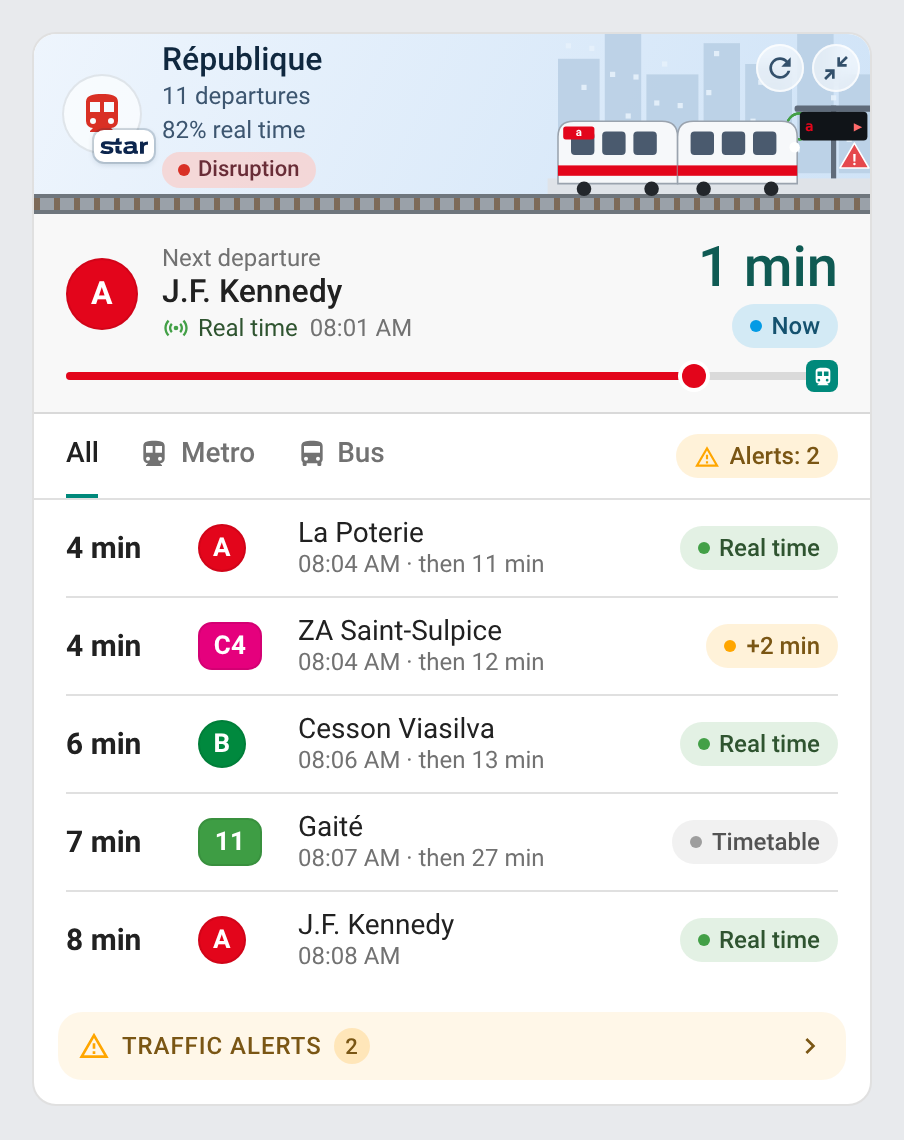 République
11 departures
82% real time
star
Disruption
a
a
Next departure
A
J.F. Kennedy
Real time 08:01 AM
1 min
Now
All
Metro
Bus
Alerts: 2
4 min
A
La Poterie
08:04 AM · then 11 min
Real time
4 min
C4
ZA Saint-Sulpice
08:04 AM · then 12 min
+2 min
6 min
B
Cesson Viasilva
08:06 AM · then 13 min
Real time
7 min
11
Gaité
08:07 AM · then 27 min
Timetable
8 min
A
J.F. Kennedy
08:08 AM
Real time
TRAFFIC ALERTS 2